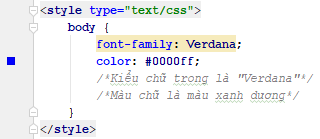 <style type="text/css">
body {
font-family: Verdana;
color: #0000ff;
/*Kiểu chữ trong là "Verdana"*/
/*Màu chữ là màu xanh dương*/
}
</style>